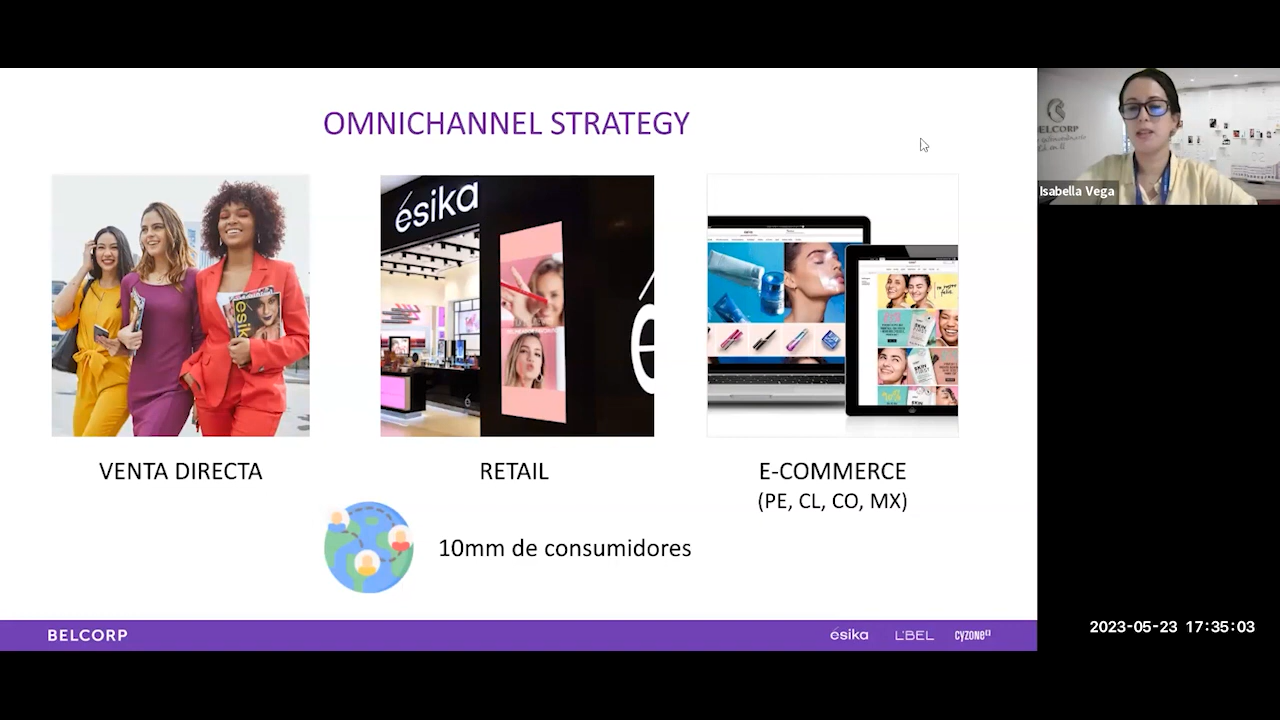 OMNICHANNEL STRATEGY
BELCORP
Isabella Vega
ésika
VENTA DIRECTA
RETAIL
E-COMMERCE
(PE, CL, CO, MX)
10mm de consumidores
BELCORP
ésika
L'BEL
cyzone
2023-05-23 17:35:03